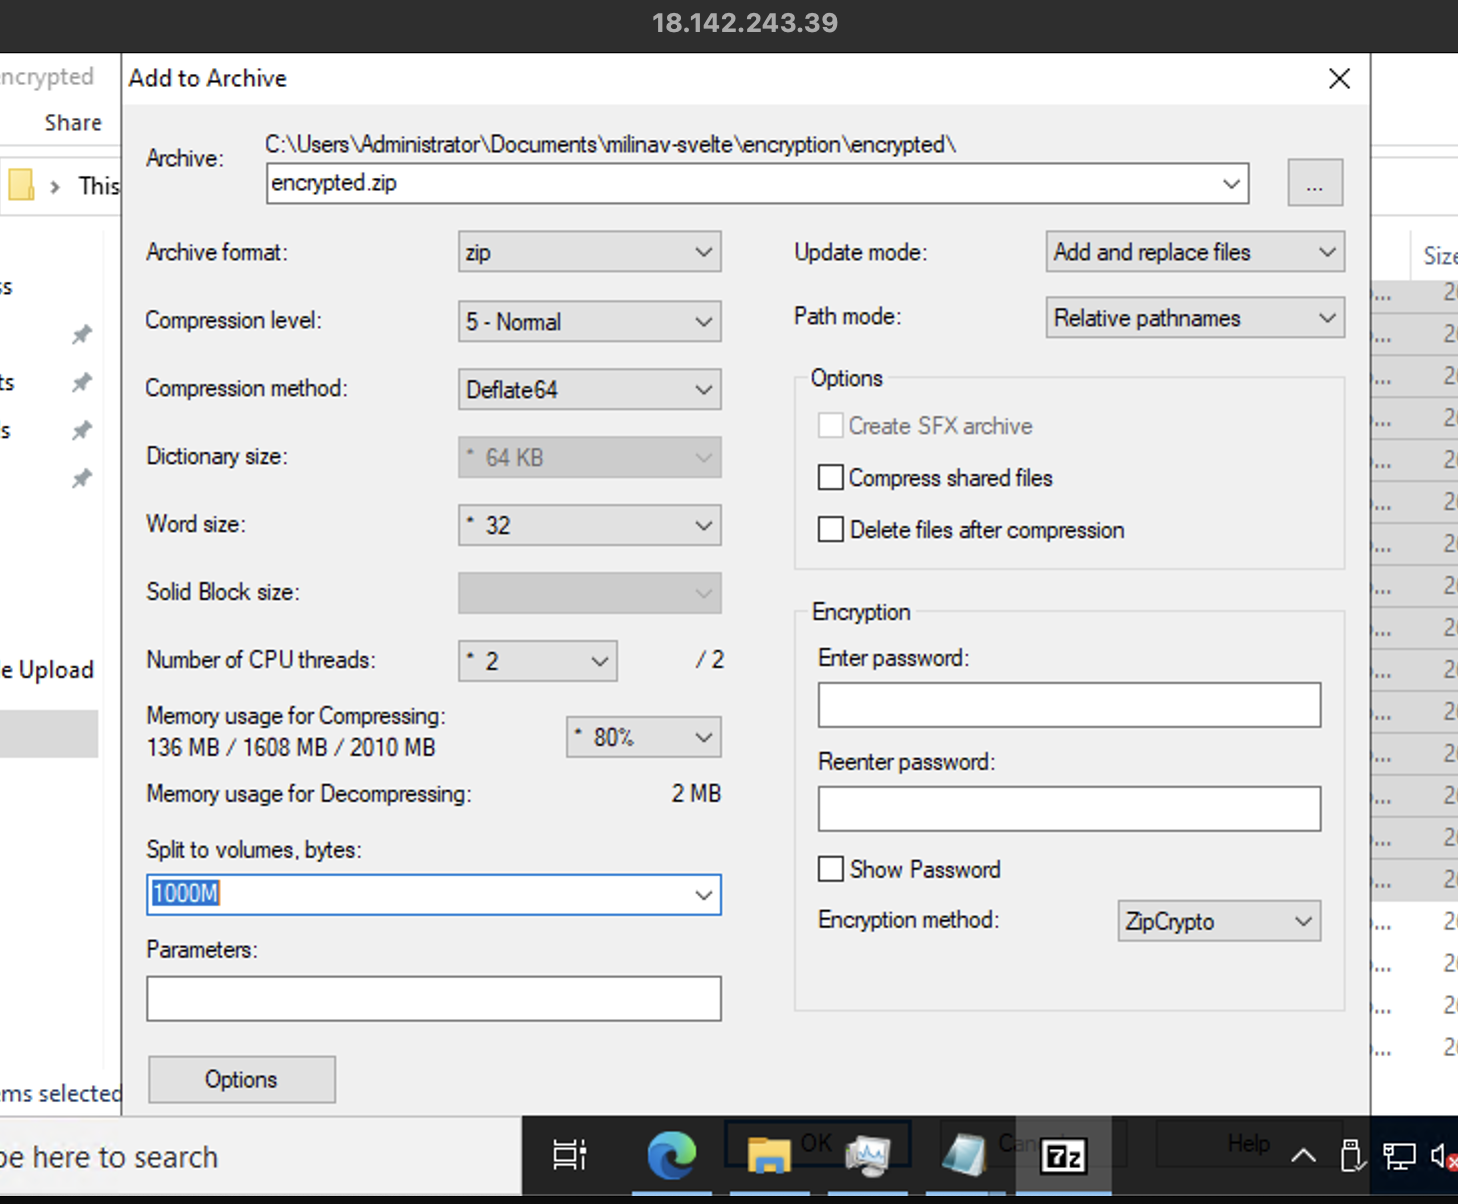 18.142.243.39
ncrypted
Add to Archive
Share
Archive:
C:\Users\Administrator\Documents\milinav-svelte\encryption\encrypted\
encrypted.zip
...
This
Archive format:
zip
Update mode:
Add and replace files
Size
ss
Compression level:
5 - Normal
Path mode:
Relative pathnames
ts
Compression method:
Deflate64
Options
Create SFX archive
s
Dictionary size:
* 64 KB
Compress shared files
Word size:
* 32
Delete files after compression
Solid Block size:
Encryption
Number of CPU threads:
* 2
/ 2
Enter password:
e Upload
Memory usage for Compressing:
136 MB / 1608 MB / 2010 MB
* 80%
Reenter password:
Memory usage for Decompressing:
2 MB
Split to volumes, bytes:
Show Password
1000M
Encryption method:
ZipCrypto
Parameters:
Options
ms selected
OK
Can
Help
pe here to search
7z